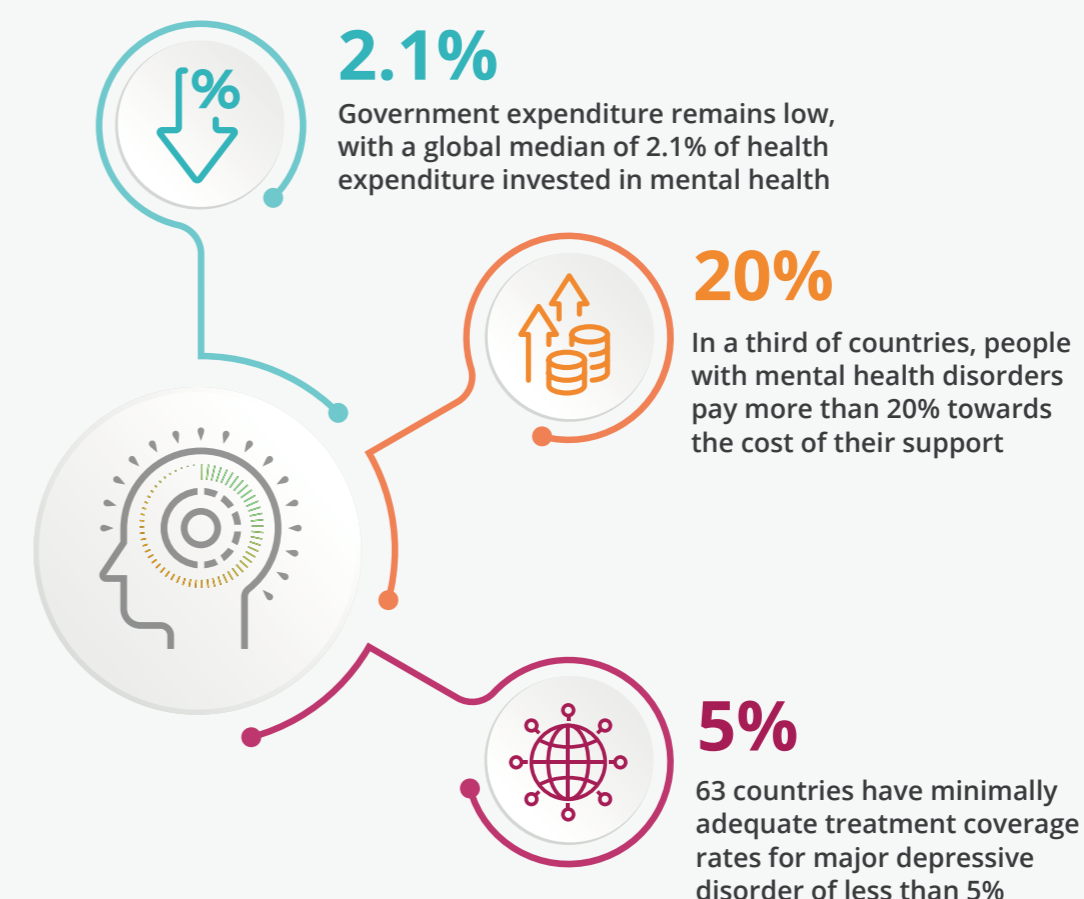 %
2.1%
Government expenditure remains low,
with a global median of 2.1% of health
expenditure invested in mental health
20%
In a third of countries, people
with mental health disorders
pay more than 20% towards
the cost of their support
5%
63 countries have minimally
adequate treatment coverage
rates for major depressive
disorder of less than 5%